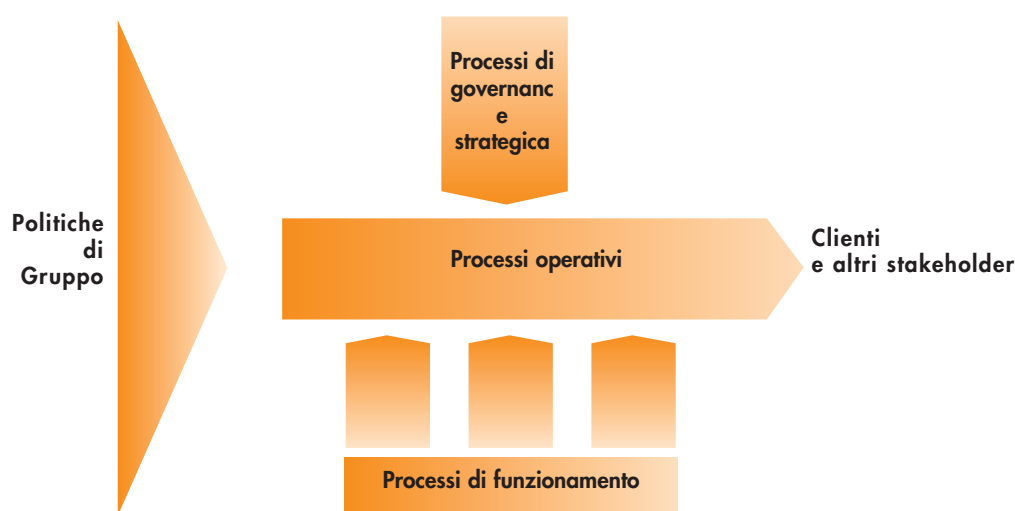 Processi di
governanc
e
strategica
Politiche
di
Gruppo
Processi operativi
Clienti
e altri stakeholder
Processi di funzionamento